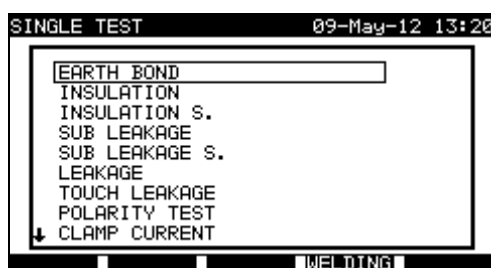 SINGLE TEST 09-May-12 13:20
EARTH BOND
INSULATION
INSULATION S.
SUB LEAKAGE
SUB LEAKAGE S.
LEAKAGE
TOUCH LEAKAGE
POLARITY TEST
↓ CLAMP CURRENT
WELDING